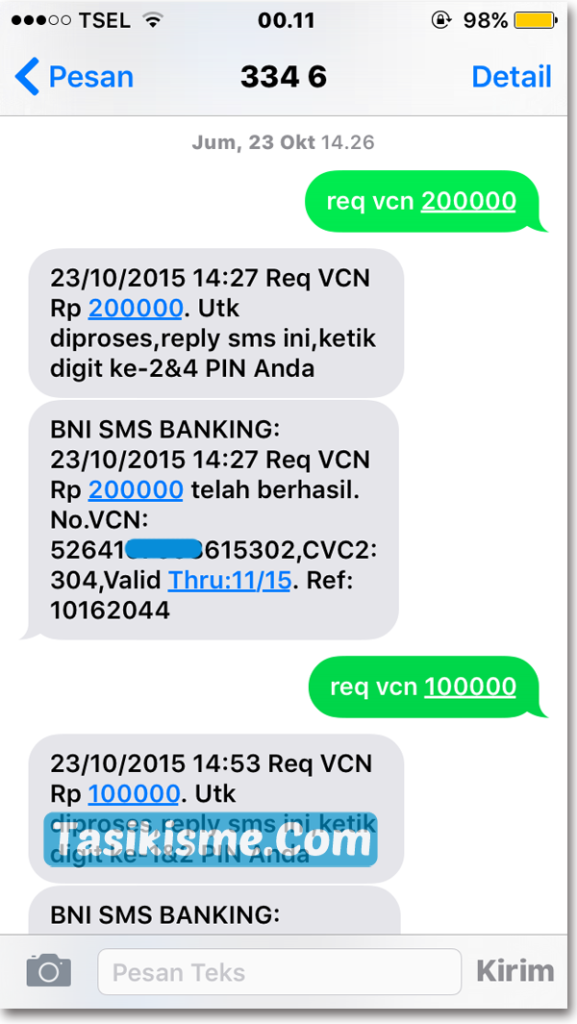 TSEL 00.11 98%
Pesan 334 6 Detail
Jum, 23 Okt 14.26
req vcn 200000
23/10/2015 14:27 Req VCN
Rp 200000. Utk
diproses,reply sms ini,ketik
digit ke-2&4 PIN Anda
BNI SMS BANKING:
23/10/2015 14:27 Req VCN
Rp 200000 telah berhasil.
No.VCN:
52641 615302,CVC2:
304,Valid Thru:11/15. Ref:
10162044
req vcn 100000
23/10/2015 14:53 Req VCN
Rp 100000. Utk
diproses,reply sms ini,ketik
digit ke-1&2 PIN Anda
Tasikisme.Com
BNI SMS BANKING:
Pesan Teks Kirim